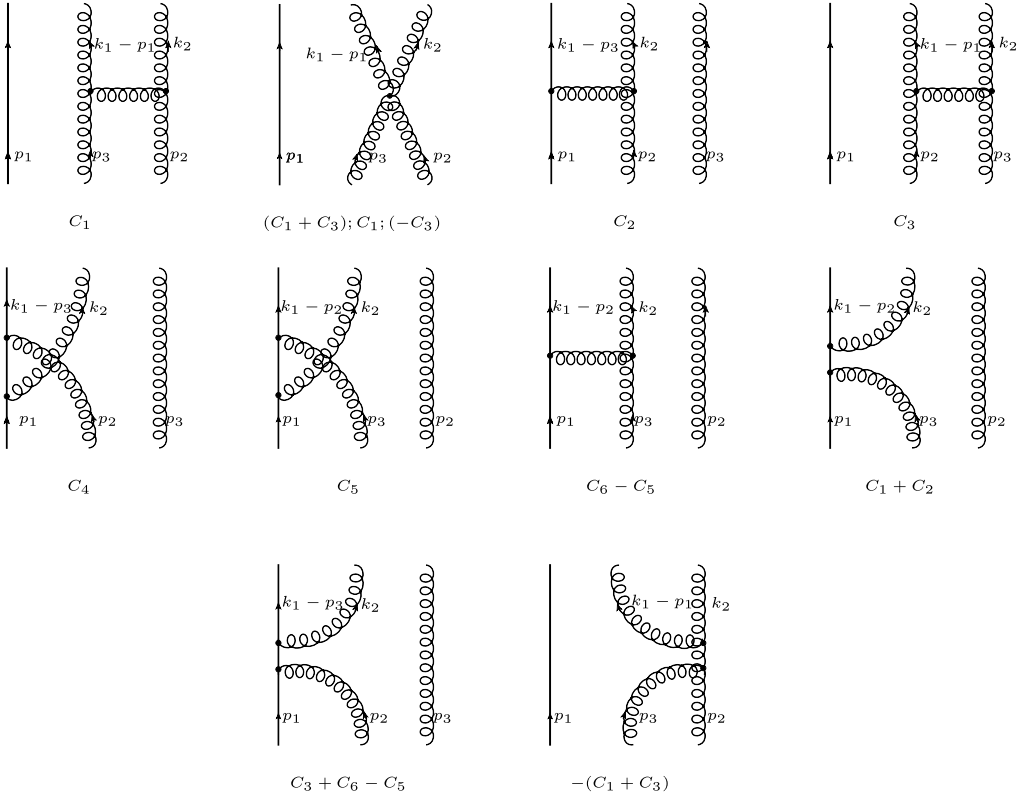 k₁ − p₁ k₂ k₁ − p₁ k₂ k₁ − p₃ k₂ k₁ − p₁ k₂
p₁ p₃ p₂ p₁ p₃ p₂ p₁ p₂ p₃ p₁ p₂ p₃
C₁ (C₁ + C₃); C₁; (−C₃) C₂ C₃
k₁ − p₃ k₂ k₁ − p₂ k₂ k₁ − p₂ k₂ k₁ − p₂ k₂
p₁ p₂ p₃ p₁ p₃ p₂ p₁ p₃ p₂ p₁ p₃ p₂
C₄ C₅ C₆ − C₅ C₁ + C₂
k₁ − p₃ k₂ k₁ − p₁ k₂
p₁ p₂ p₃ p₁ p₃ p₂
C₃ + C₆ − C₅ −(C₁ + C₃)